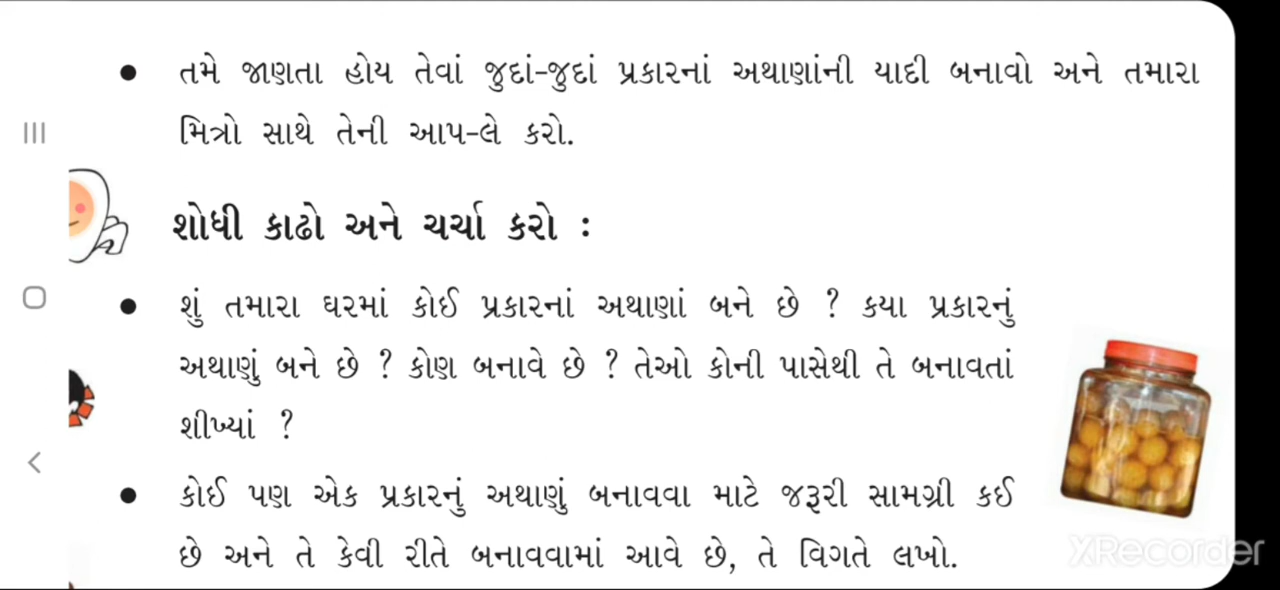 • તમે જાણતા હોય તેવાં જુદાં-જુદાં પ્રકારનાં અથાણાંની યાદી બનાવો અને તમારા
મિત્રો સાથે તેની આપ-લે કરો.
શોધી કાઢો અને ચર્ચા કરો :
• શું તમારા ઘરમાં કોઈ પ્રકારનાં અથાણાં બને છે ? કયા પ્રકારનું
અથાણું બને છે ? કોણ બનાવે છે ? તેઓ કોની પાસેથી તે બનાવતાં
શીખ્યાં ?
• કોઈ પણ એક પ્રકારનું અથાણું બનાવવા માટે જરૂરી સામગ્રી કઈ
છે અને તે કેવી રીતે બનાવવામાં આવે છે, તે વિગતે લખો.
XRecorder